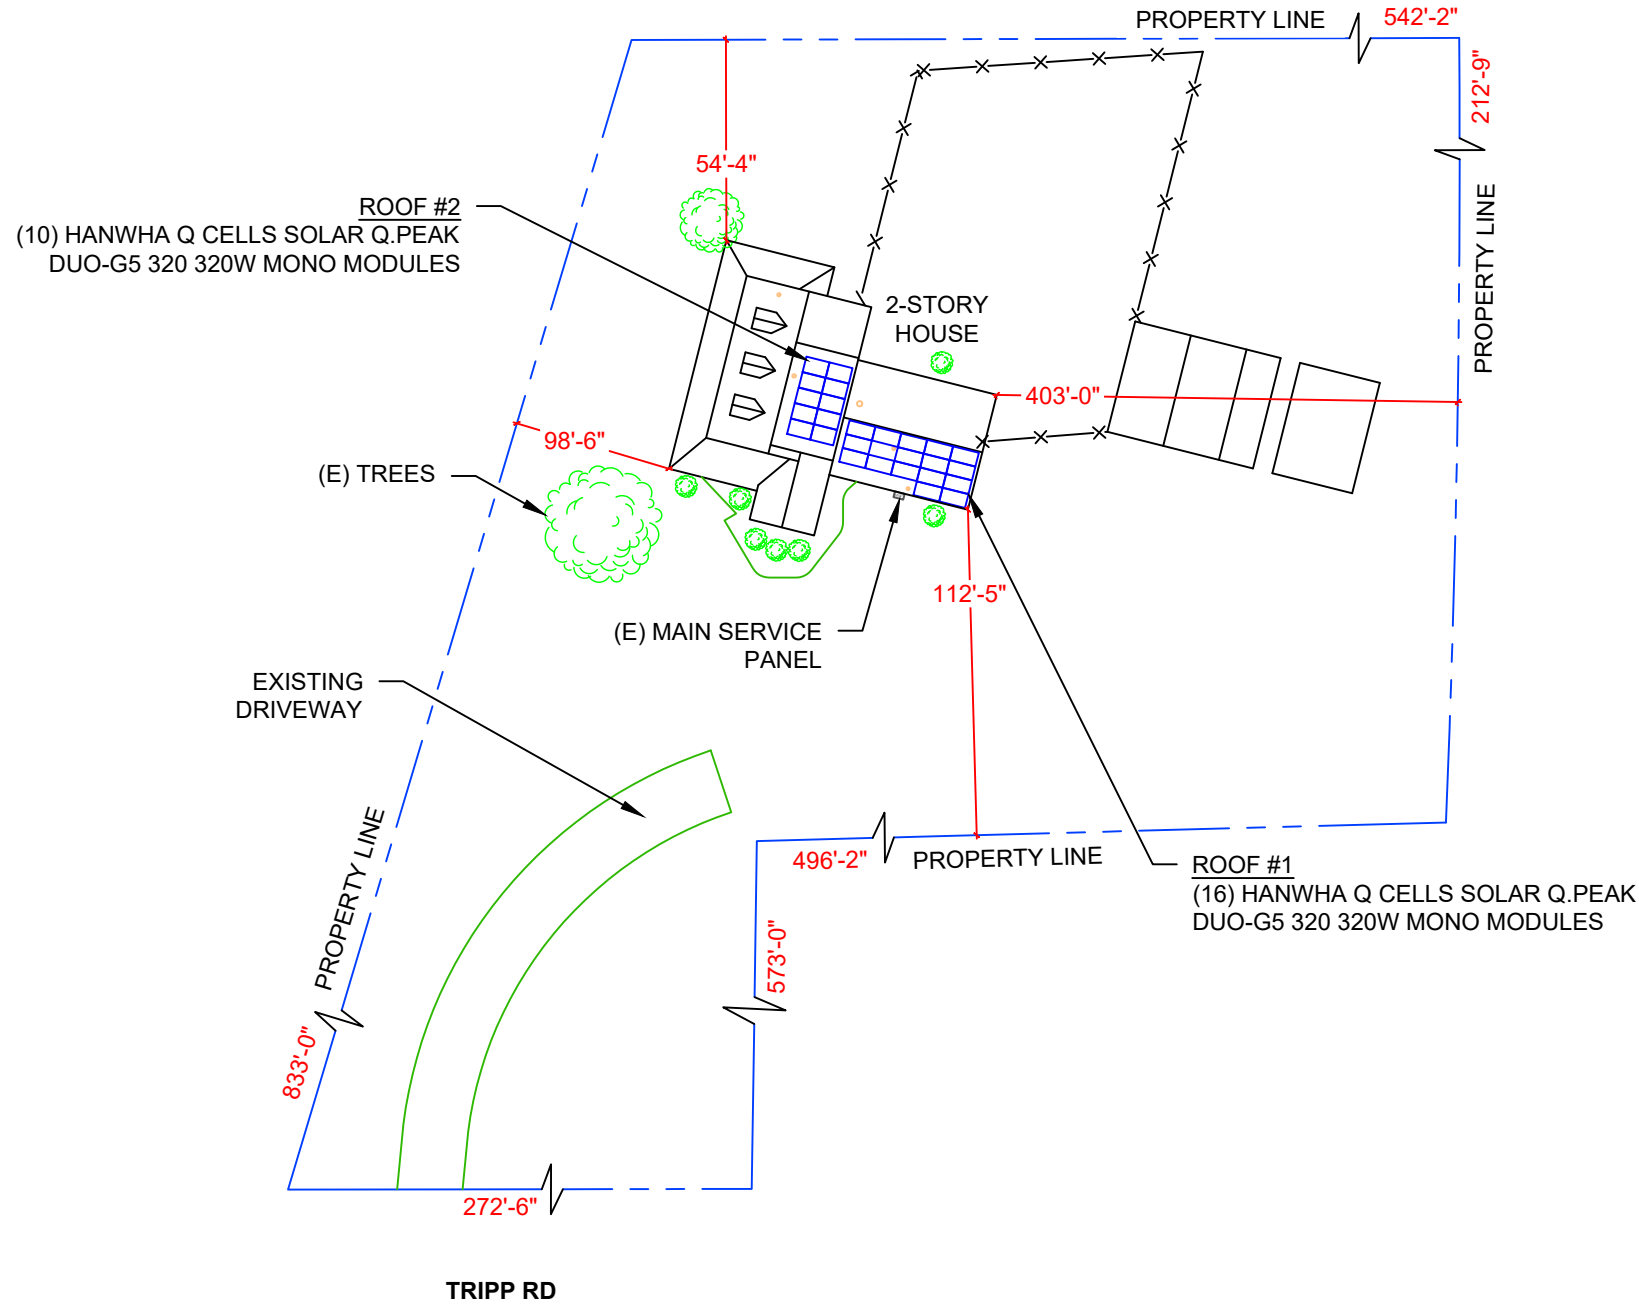 PROPERTY LINE
542'-2"
212'-9"
54'-4"
PROPERTY LINE
ROOF #2
(10) HANWHA Q CELLS SOLAR Q.PEAK
DUO-G5 320 320W MONO MODULES
2-STORY
HOUSE
403'-0"
98'-6"
(E) TREES
112'-5"
(E) MAIN SERVICE
PANEL
EXISTING
DRIVEWAY
496'-2"
PROPERTY LINE
ROOF #1
(16) HANWHA Q CELLS SOLAR Q.PEAK
DUO-G5 320 320W MONO MODULES
PROPERTY LINE
573'-0"
833'-0"
272'-6"
TRIPP RD